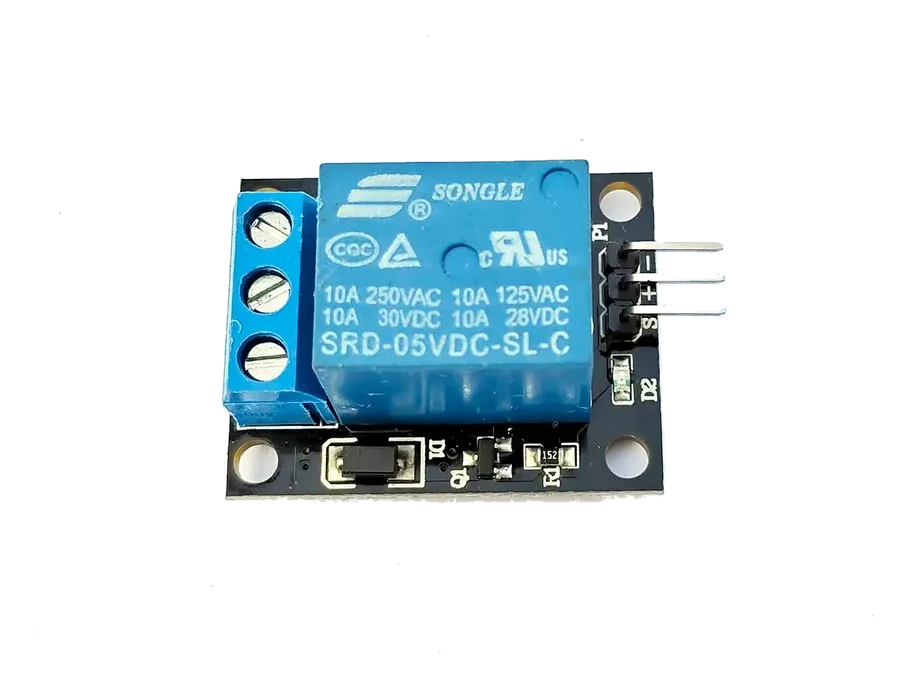 SONGLE
®
CQC
c RU US
10A 250VAC 10A 125VAC
10A 30VDC 10A 28VDC
SRD-05VDC-SL-C
P1
-
+
S
D2
D1
Q1
152
R1